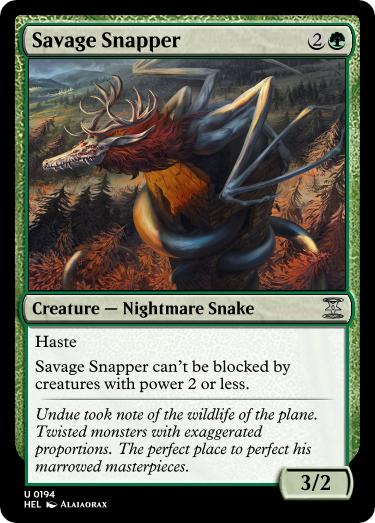 Savage Snapper 2
Creature — Nightmare Snake
Haste
Savage Snapper can't be blocked by
creatures with power 2 or less.
Undue took note of the wildlife of the plane.
Twisted monsters with exaggerated
proportions. The perfect place to perfect his
marrowed masterpieces.
3/2
U 0194
HEL Alaiaorax